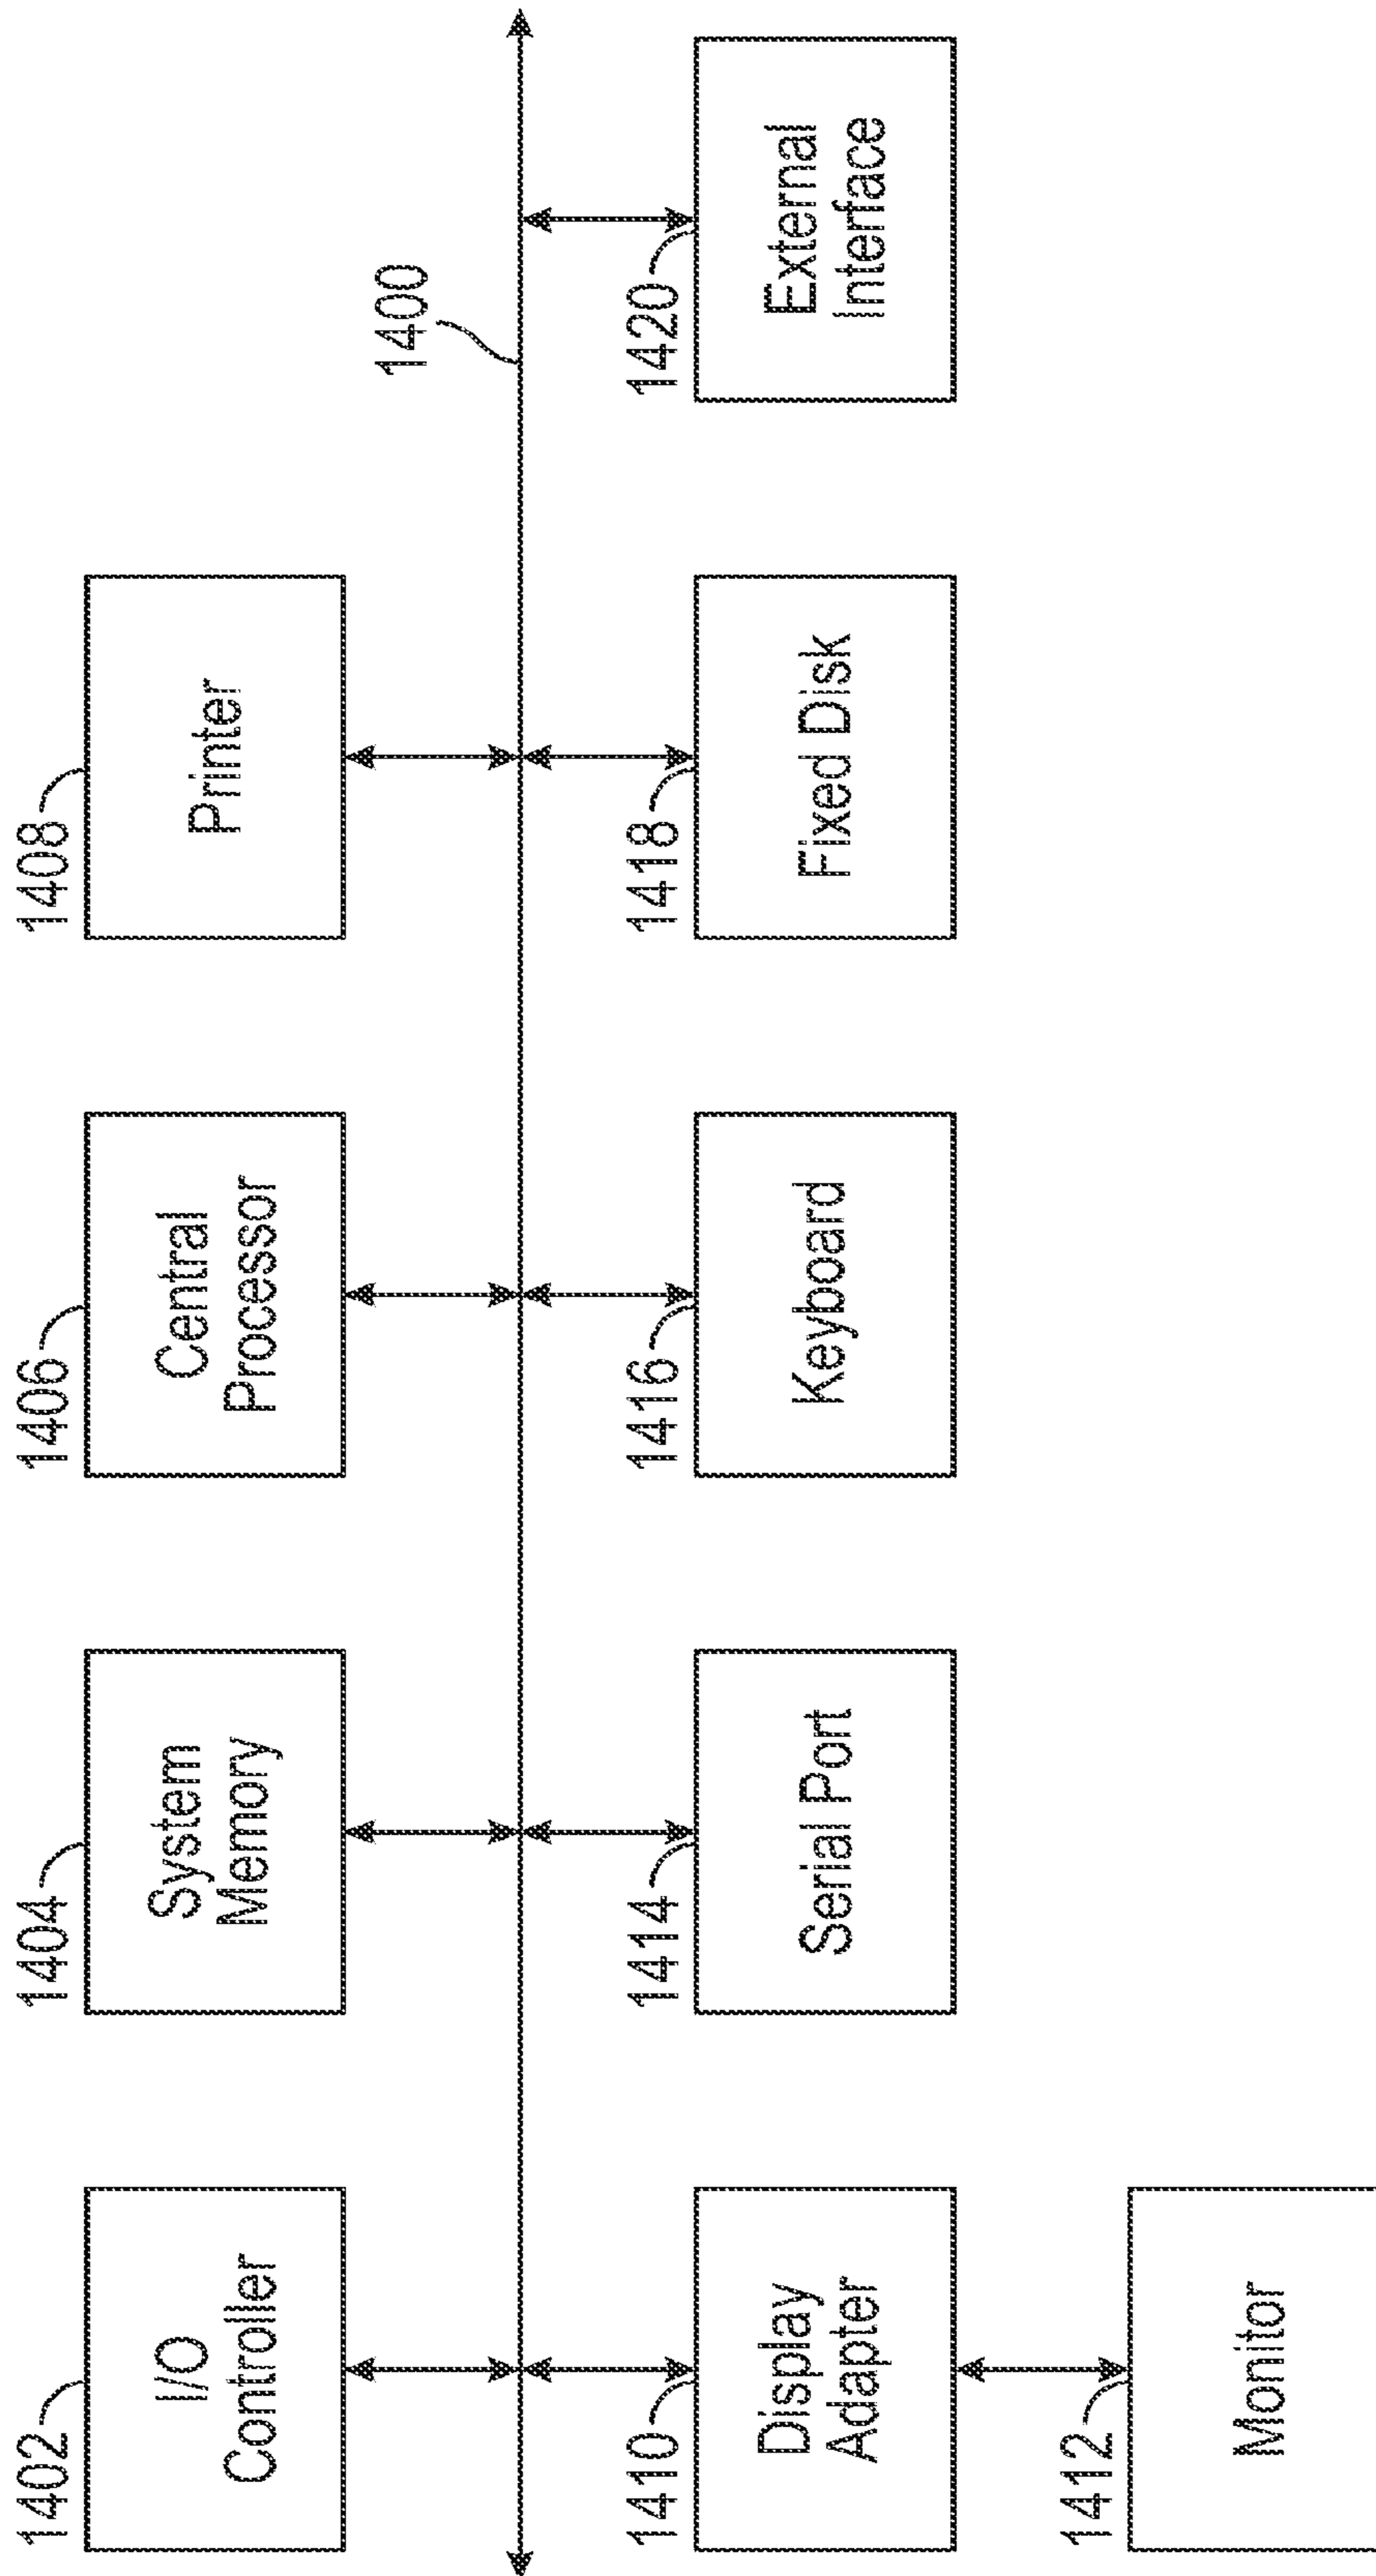 1402
I/O
Controller
1404
System
Memory
1406
Central
Processor
1408
Printer
1400
1410
Display
Adapter
1414
Serial Port
1416
Keyboard
1418
Fixed Disk
1420
External
Interface
1412
Monitor